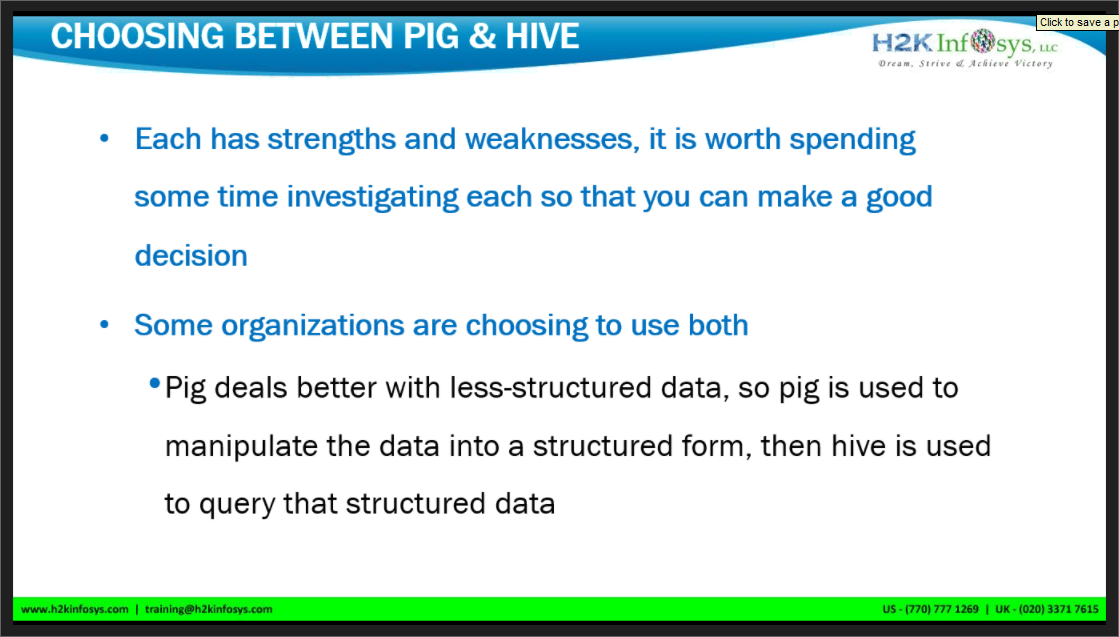 CHOOSING BETWEEN PIG & HIVE
Click to save a p
H2K Infosys, LLC
Dream, Strive & Achieve Victory
• Each has strengths and weaknesses, it is worth spending
some time investigating each so that you can make a good
decision
• Some organizations are choosing to use both
• Pig deals better with less-structured data, so pig is used to
manipulate the data into a structured form, then hive is used
to query that structured data
www.h2kinfosys.com | training@h2kinfosys.com
US - (770) 777 1269 | UK - (020) 3371 7615